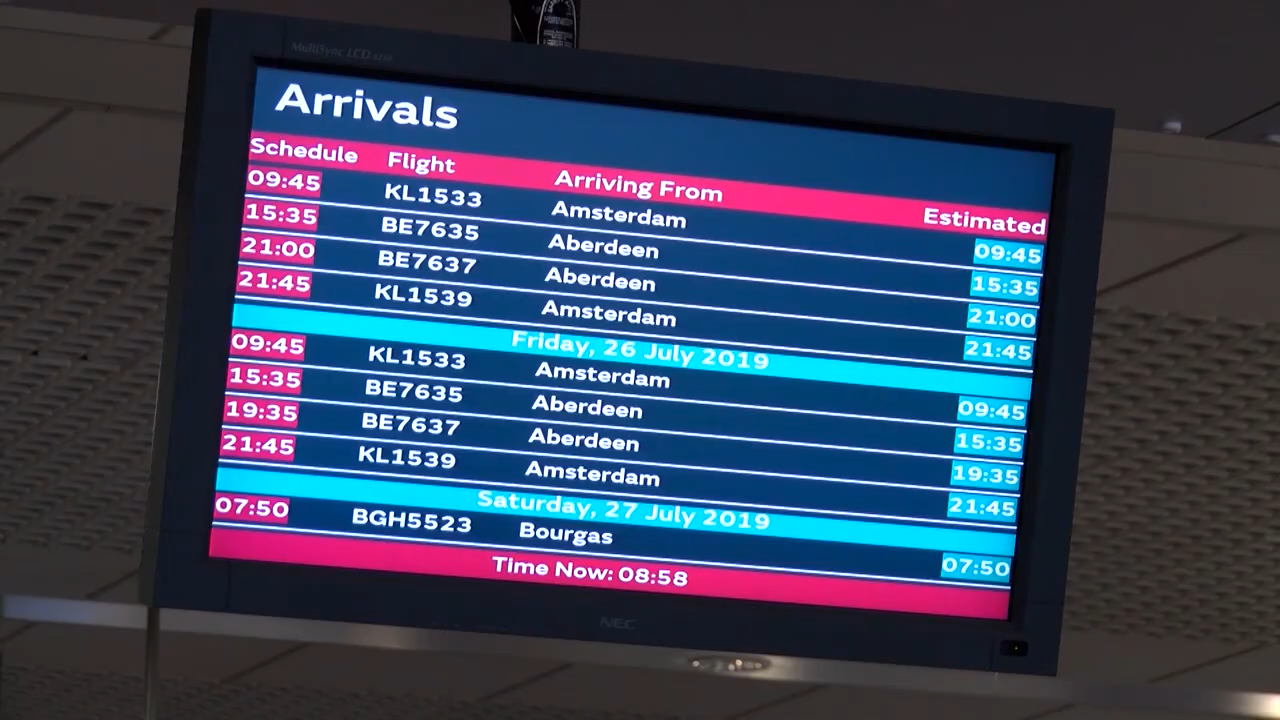 MultiSync LCD
Arrivals
Schedule Flight Arriving From Estimated
09:45 KL1533 Amsterdam 09:45
15:35 BE7635 Aberdeen 15:35
21:00 BE7637 Aberdeen 21:00
21:45 KL1539 Amsterdam 21:45
Friday, 26 July 2019
09:45 KL1533 Amsterdam 09:45
15:35 BE7635 Aberdeen 15:35
19:35 BE7637 Aberdeen 19:35
21:45 KL1539 Amsterdam 21:45
Saturday, 27 July 2019
07:50 BGH5523 Bourgas 07:50
Time Now: 08:58
NEC